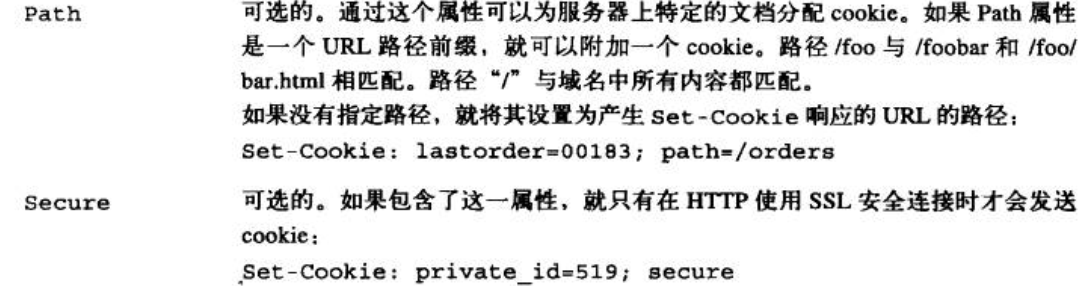 Path 可选的。通过这个属性可以为服务器上特定的文档分配 cookie。如果 Path 属性
是一个 URL 路径前缀，就可以附加一个 cookie。路径 /foo 与 /foobar 和 /foo/
bar.html 相匹配。路径“/”与域名中所有内容都匹配。
如果没有指定路径，就将其设置为产生 Set-Cookie 响应的 URL 的路径：
Set-Cookie: lastorder=00183; path=/orders
Secure 可选的。如果包含了这一属性，就只有在 HTTP 使用 SSL 安全连接时才会发送
cookie：
Set-Cookie: private_id=519; secure